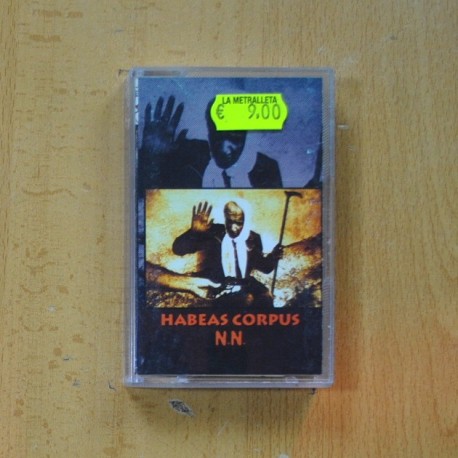 LA METRALLETA
€ 9.00
HABEAS CORPUS
N.N.